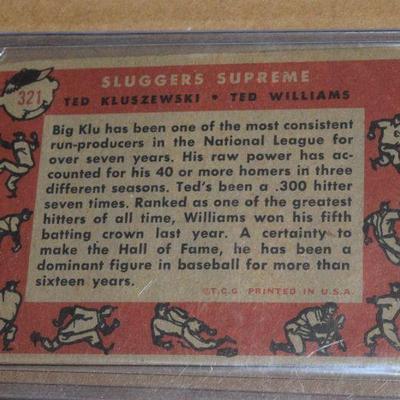 321
SLUGGERS SUPREME
TED KLUSZEWSKI • TED WILLIAMS
Big Klu has been one of the most consistent
run-producers in the National League for
over seven years. His raw power has ac-
counted for his 40 or more homers in three
different seasons. Ted's been a .300 hitter
seven times. Ranked as one of the greatest
hitters of all time, Williams won his fifth
batting crown last year. A certainty to
make the Hall of Fame, he has been a
dominant figure in baseball for more than
sixteen years.
©T.C.G. PRINTED IN U.S.A.